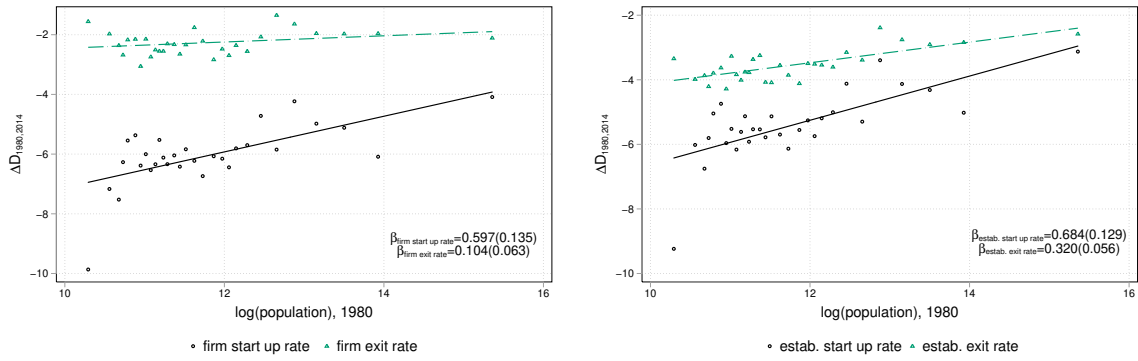 −2
−4
−6
−8
−10
ΔD1980,2014
βfirm start up rate=0.597(0.135)
βfirm exit rate=0.104(0.063)
10 12 14 16
log(population), 1980
firm start up rate firm exit rate
−2
−4
−6
−8
−10
ΔD1980,2014
βestab. start up rate=0.684(0.129)
βestab. exit rate=0.320(0.056)
10 12 14 16
log(population), 1980
estab. start up rate estab. exit rate